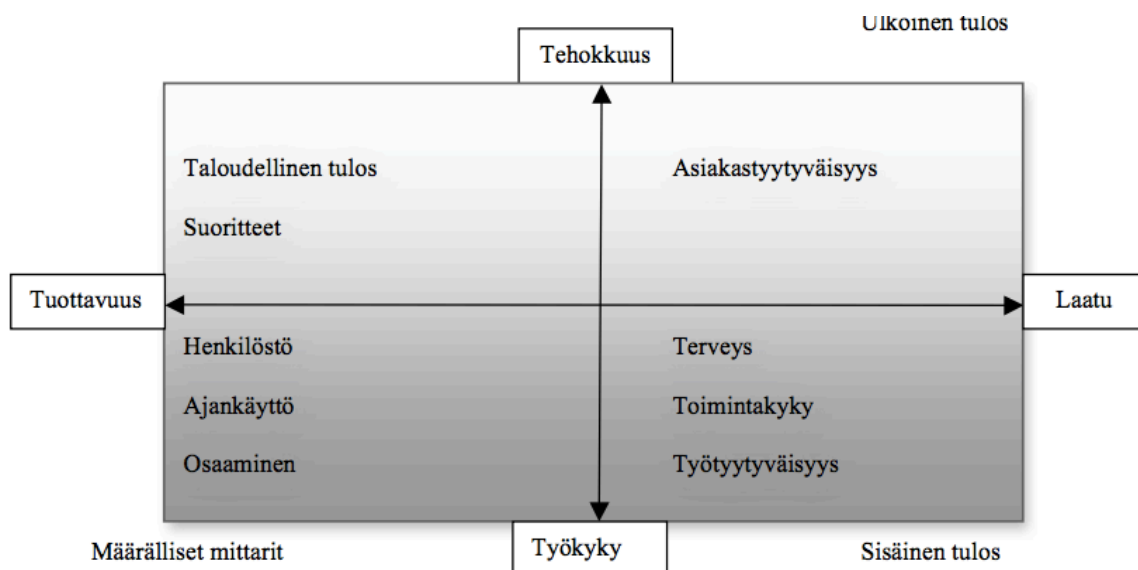 Ulkoinen tulos
Tehokkuus
Taloudellinen tulos
Asiakastyytyväisyys
Suoritteet
Tuottavuus
Laatu
Henkilöstö
Terveys
Ajankäyttö
Toimintakyky
Osaaminen
Työtyytyväisyys
Määrälliset mittarit
Työkyky
Sisäinen tulos